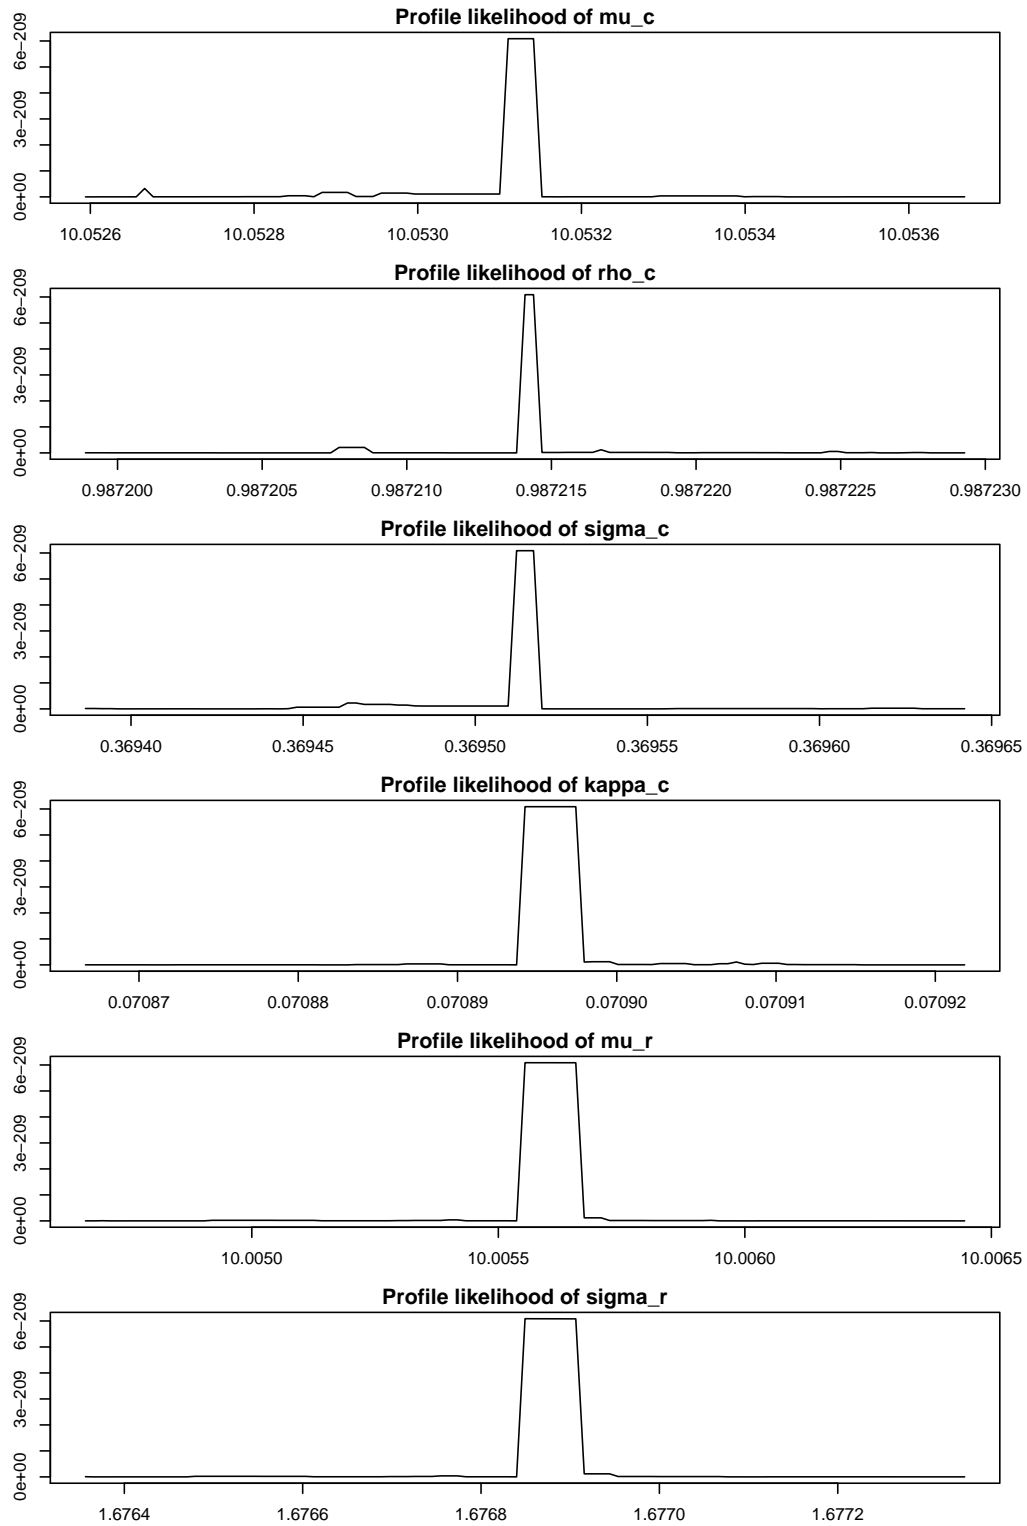 Profile likelihood of mu_c
6e−209
3e−209
0e+00
10.0526 10.0528 10.0530 10.0532 10.0534 10.0536
Profile likelihood of rho_c
6e−209
3e−209
0e+00
0.987200 0.987205 0.987210 0.987215 0.987220 0.987225 0.987230
Profile likelihood of sigma_c
6e−209
3e−209
0e+00
0.36940 0.36945 0.36950 0.36955 0.36960 0.36965
Profile likelihood of kappa_c
6e−209
3e−209
0e+00
0.07087 0.07088 0.07089 0.07090 0.07091 0.07092
Profile likelihood of mu_r
6e−209
3e−209
0e+00
10.0050 10.0055 10.0060 10.0065
Profile likelihood of sigma_r
6e−209
3e−209
0e+00
1.6764 1.6766 1.6768 1.6770 1.6772